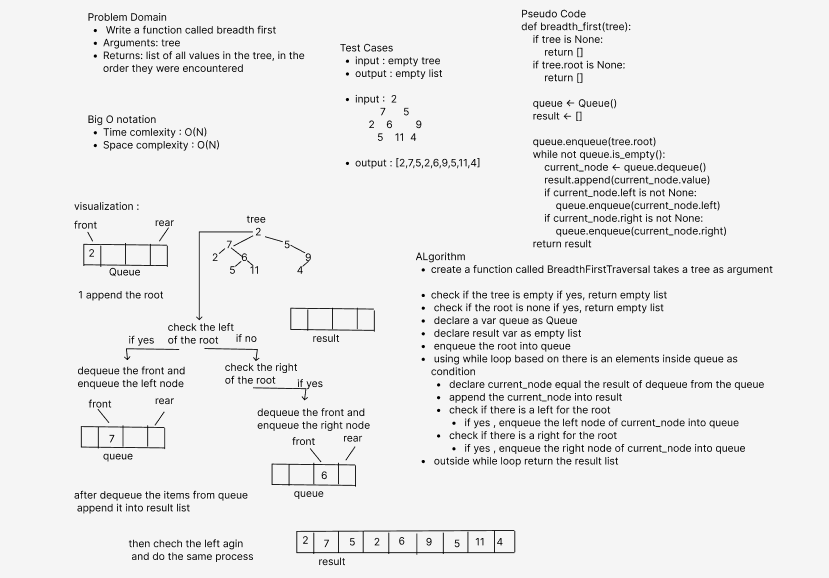 Problem Domain
• Write a function called breadth first
• Arguments: tree
• Returns: list of all values in the tree, in the
order they were encountered
Big O notation
• Time comlexity : O(N)
• Space complexity : O(N)
Test Cases
• input : empty tree
• output : empty list
• input : 2
7 5
2 6 9
5 11 4
• output : [2,7,5,2,6,9,5,11,4]
Pseudo Code
def breadth_first(tree):
if tree is None:
return []
if tree.root is None:
return []
queue ← Queue()
result ← []
queue.enqueue(tree.root)
while not queue.is_empty():
current_node ← queue.dequeue()
result.append(current_node.value)
if current_node.left is not None:
queue.enqueue(current_node.left)
if current_node.right is not None:
queue.enqueue(current_node.right)
return result
visualization :
front rear
2
Queue
1 append the root
tree
2
7 5
2 6 9
5 11 4
result
check the left
of the root
if yes if no
dequeue the front and
enqueue the left node
front rear
7
queue
check the right
of the root
if yes
dequeue the front and
enqueue the right node
front rear
6
queue
after dequeue the items from queue
append it into result list
then chech the left agin
and do the same process
2 7 5 2 6 9 5 11 4
result
ALgorithm
• create a function called BreadthFirstTraversal takes a tree as argument
• check if the tree is empty if yes, return empty list
• check if the root is none if yes, return empty list
• declare a var queue as Queue
• declare result var as empty list
• enqueue the root into queue
• using while loop based on there is an elements inside queue as
condition
• declare current_node equal the result of dequeue from the queue
• append the current_node into result
• check if there is a left for the root
• if yes , enqueue the left node of current_node into queue
• check if there is a right for the root
• if yes , enqueue the right node of current_node into queue
• outside while loop return the result list